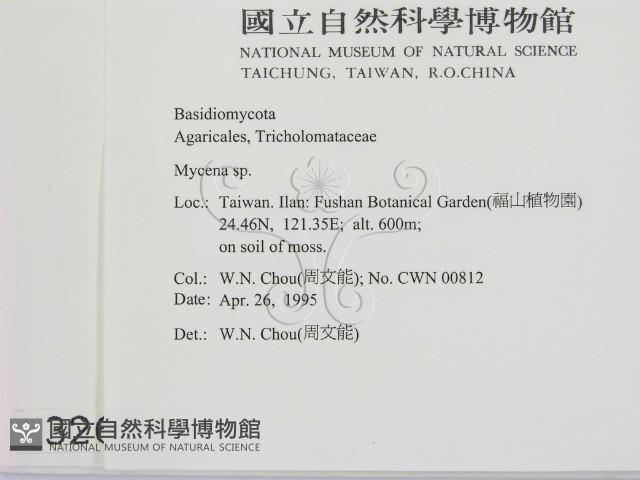 國立自然科學博物館
NATIONAL MUSEUM OF NATURAL SCIENCE
TAICHUNG, TAIWAN, R.O.CHINA
Basidiomycota
Agaricales, Tricholomataceae
Mycena sp.
Loc.: Taiwan. Ilan: Fushan Botanical Garden(福山植物園)
24.46N, 121.35E; alt. 600m;
on soil of moss.
Col.: W.N. Chou(周文能); No. CWN 00812
Date: Apr. 26, 1995
Det.: W.N. Chou(周文能)
國立自然科學博物館
NATIONAL MUSEUM OF NATURAL SCIENCE